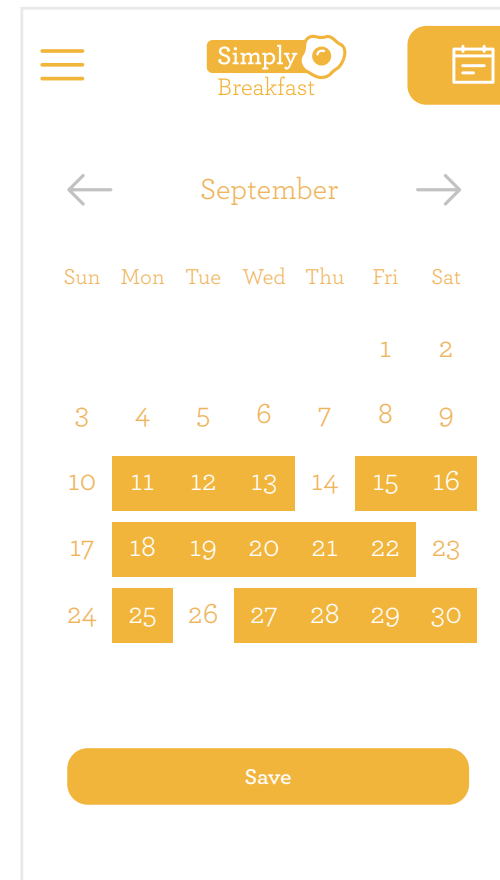 Simply
Breakfast
September
Sun Mon Tue Wed Thu Fri Sat
1 2
3 4 5 6 7 8 9
10 11 12 13 14 15 16
17 18 19 20 21 22 23
24 25 26 27 28 29 30
Save